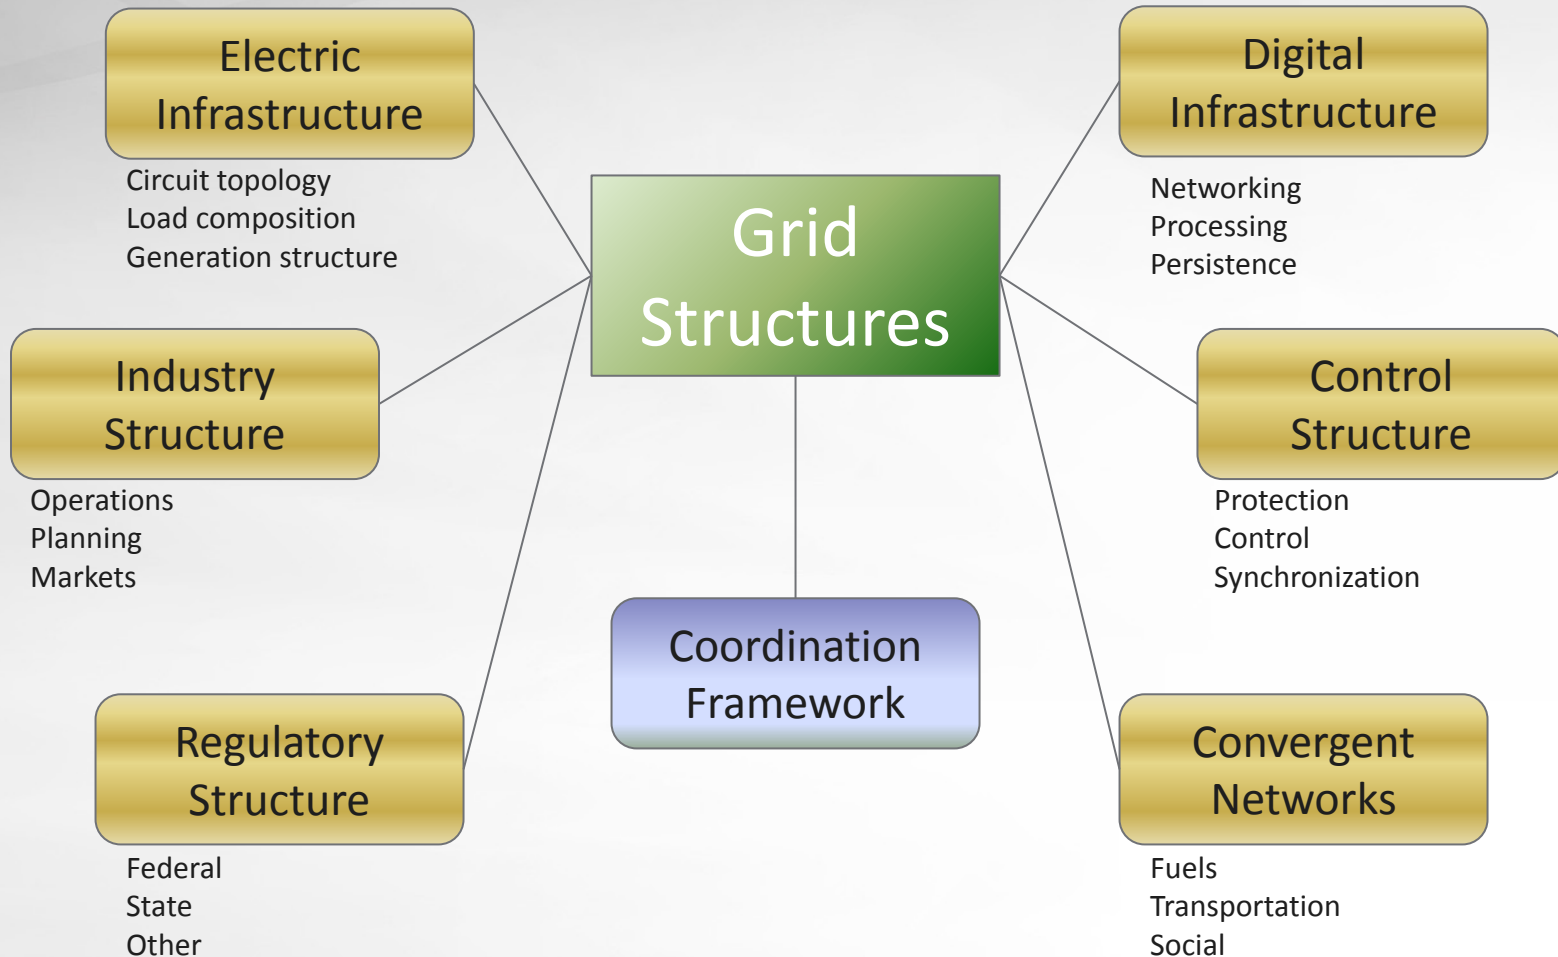 Electric
Infrastructure
Circuit topology
Load composition
Generation structure
Digital
Infrastructure
Networking
Processing
Persistence
Grid
Structures
Industry
Structure
Operations
Planning
Markets
Control
Structure
Protection
Control
Synchronization
Coordination
Framework
Regulatory
Structure
Federal
State
Other
Convergent
Networks
Fuels
Transportation
Social